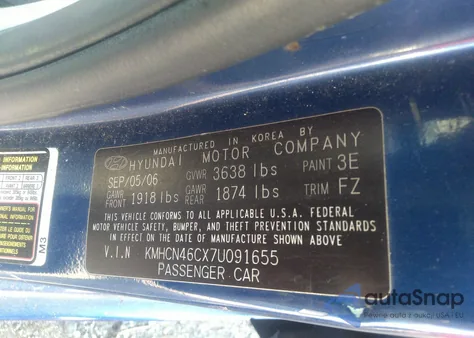 MANUFACTURED IN KOREA BY
HYUNDAI MOTOR COMPANY
SEP/05/06 GVWR 3638 lbs PAINT 3E
GAWR FRONT 1918 lbs GAWR REAR 1874 lbs TRIM FZ
THIS VEHICLE CONFORMS TO ALL APPLICABLE U.S.A. FEDERAL
MOTOR VEHICLE SAFETY, BUMPER, AND THEFT PREVENTION STANDARDS
IN EFFECT ON THE DATE OF MANUFACTURE SHOWN ABOVE.
V.I.N KMHCN46CX7U091655
PASSENGER CAR
INFORMATION
INFORMATION
M3
autoSnap